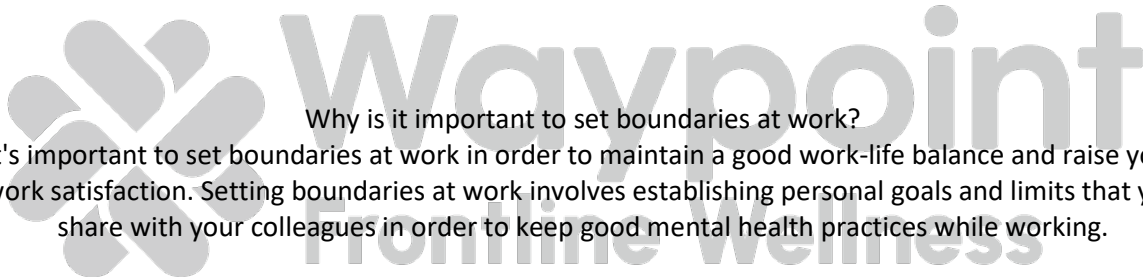 Waypoint
Frontline Wellness
Why is it important to set boundaries at work?
t's important to set boundaries at work in order to maintain a good work-life balance and raise yo
work satisfaction. Setting boundaries at work involves establishing personal goals and limits that y
share with your colleagues in order to keep good mental health practices while working.